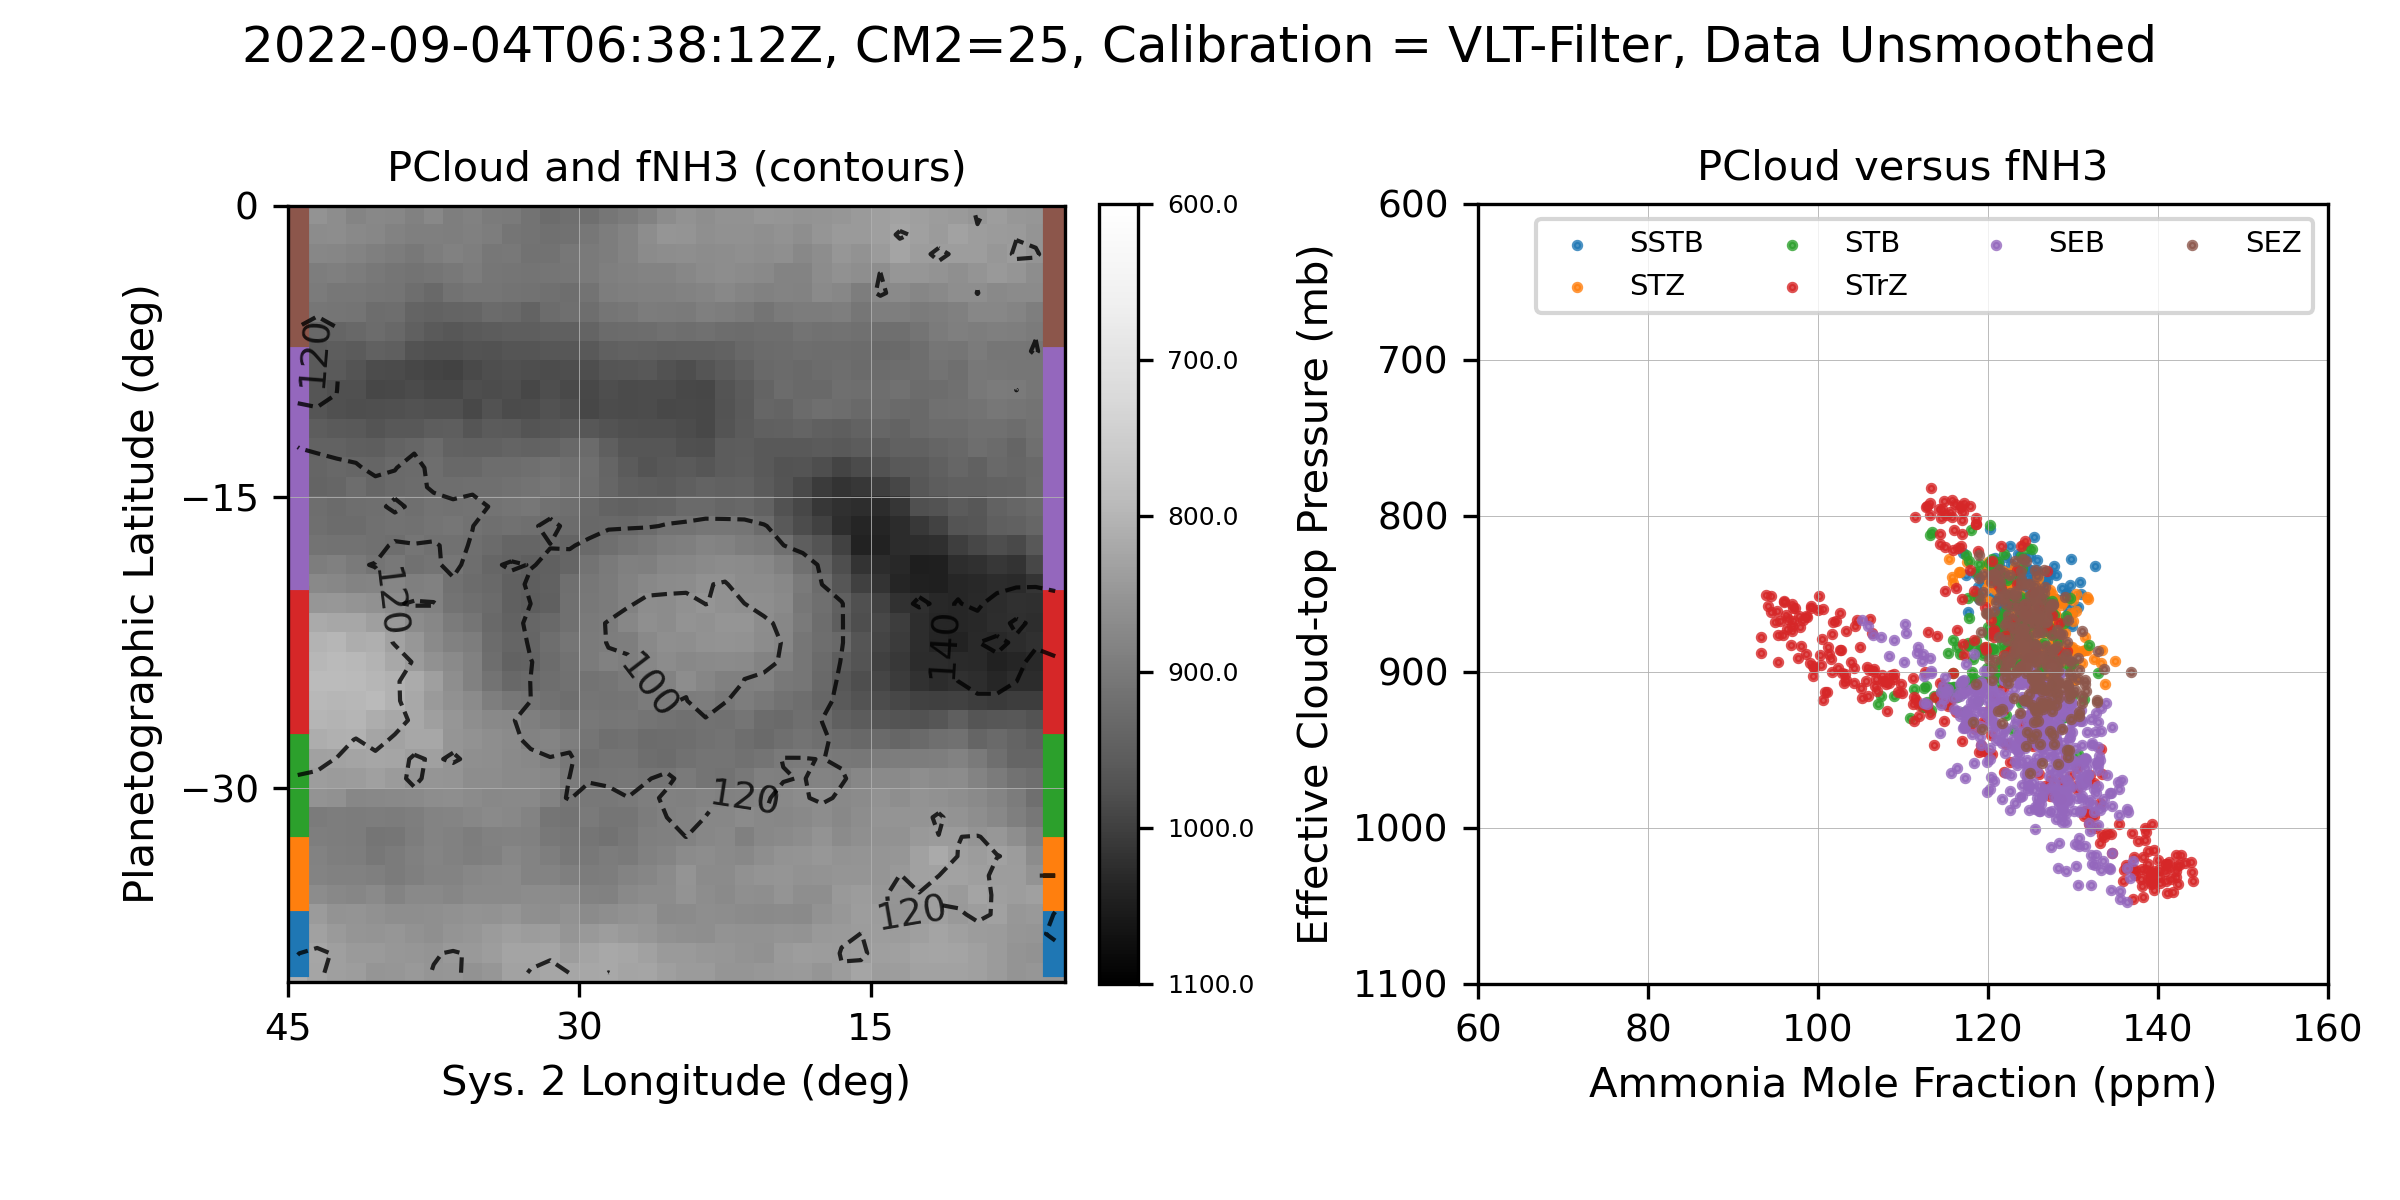 2022-09-04T06:38:12Z, CM2=25, Calibration = VLT-Filter, Data Unsmoothed
PCloud and fNH3 (contours)
Planetographic Latitude (deg)
0
−15
−30
45
30
15
Sys. 2 Longitude (deg)
120
120
100
120
140
120
600.0
700.0
800.0
900.0
1000.0
1100.0
PCloud versus fNH3
Effective Cloud-top Pressure (mb)
600
700
800
900
1000
1100
SSTB
STB
SEB
SEZ
STZ
STrZ
60
80
100
120
140
160
Ammonia Mole Fraction (ppm)